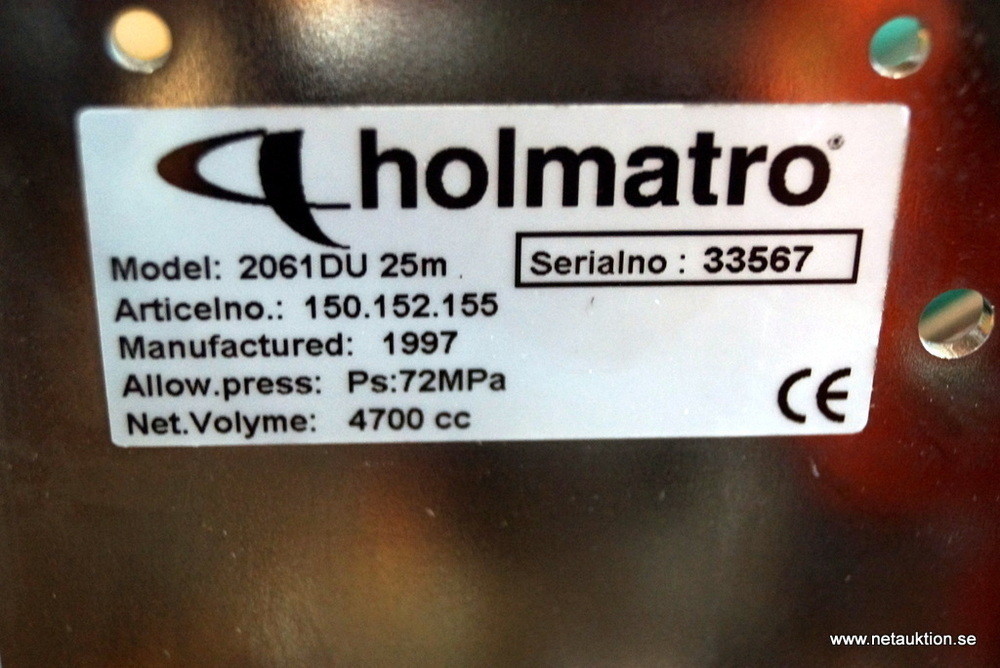 holmatro®
Model: 2061DU 25m
Serialno : 33567
Articelno.: 150.152.155
Manufactured: 1997
Allow.press: Ps:72MPa
Net.Volyme: 4700 cc
CE
www.netauktion.se